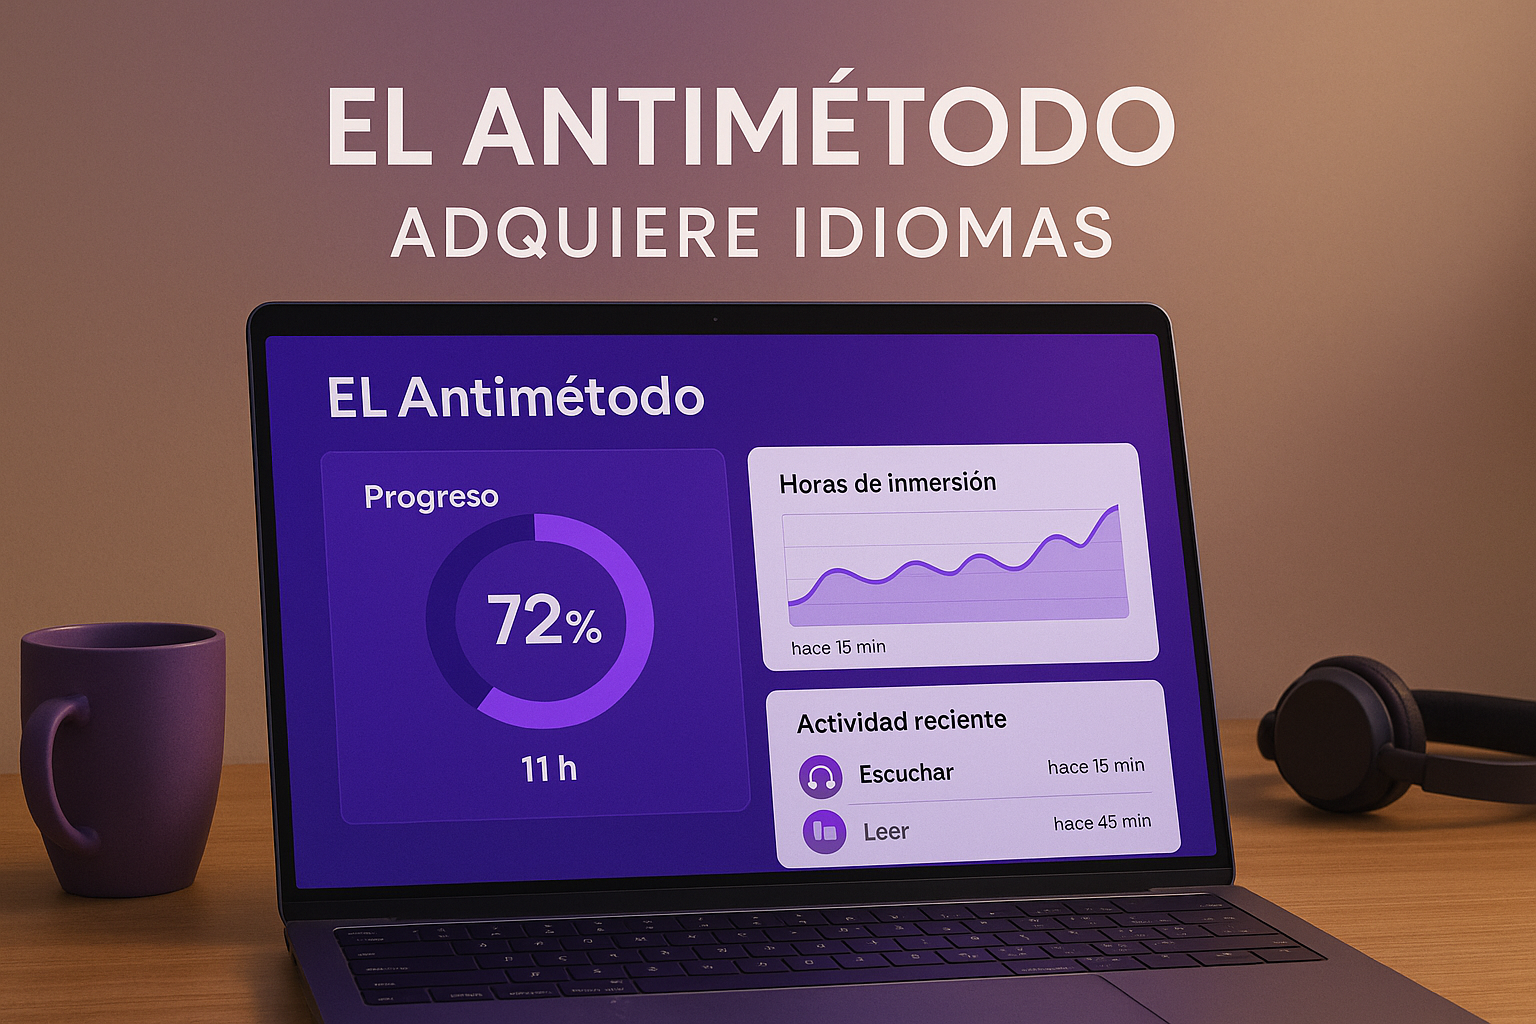 EL ANTIMÉTODO
ADQUIERE IDIOMAS
EL Antimétodo
Progreso
72%
11 h
Horas de inmersión
hace 15 min
Actividad reciente
Escuchar
hace 15 min
Leer
hace 45 min